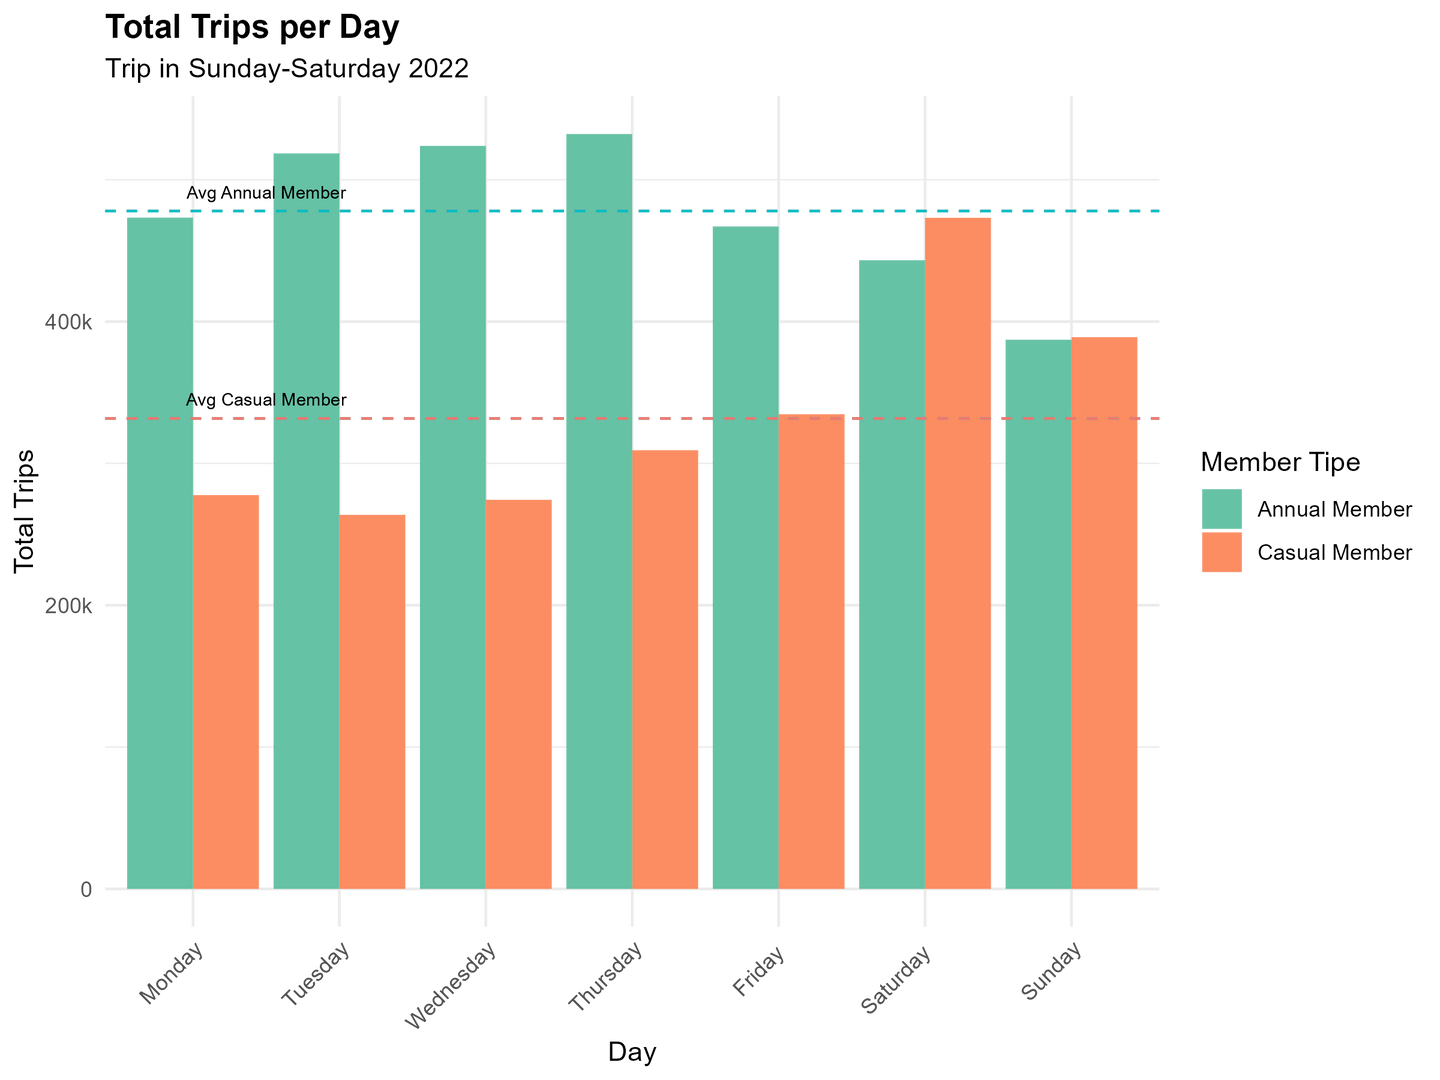 Total Trips per Day
Trip in Sunday-Saturday 2022
Avg Annual Member
Avg Casual Member
400k
200k
0
Total Trips
Monday
Tuesday
Wednesday
Thursday
Friday
Saturday
Sunday
Day
Member Tipe
Annual Member
Casual Member